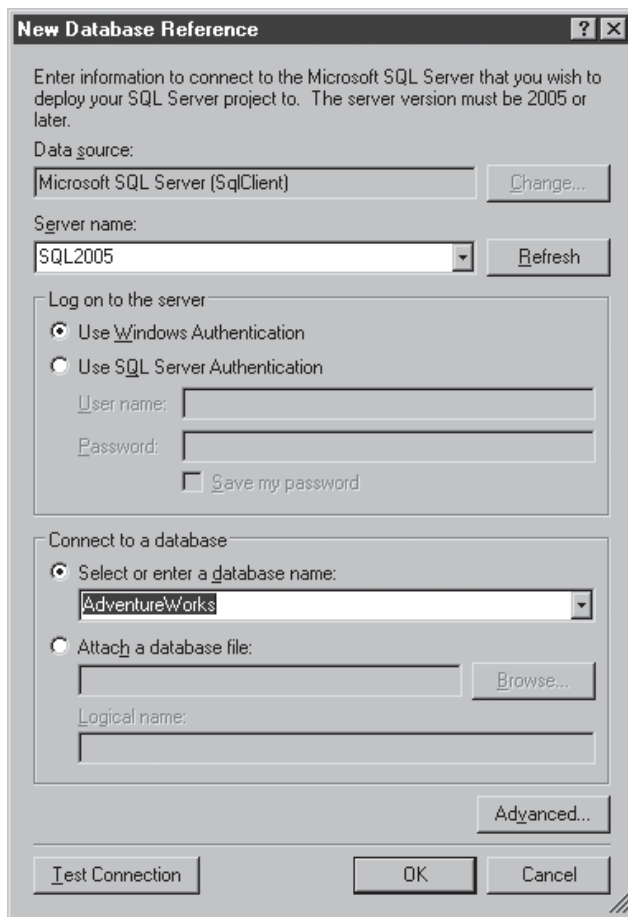 New Database Reference
Enter information to connect to the Microsoft SQL Server that you wish to
deploy your SQL Server project to. The server version must be 2005 or
later.
Data source:
Microsoft SQL Server (SqlClient)
Change...
Server name:
SQL2005
Refresh
Log on to the server
Use Windows Authentication
Use SQL Server Authentication
User name:
Password:
Save my password
Connect to a database
Select or enter a database name:
AdventureWorks
Attach a database file:
Browse...
Logical name:
Advanced...
Test Connection
OK
Cancel